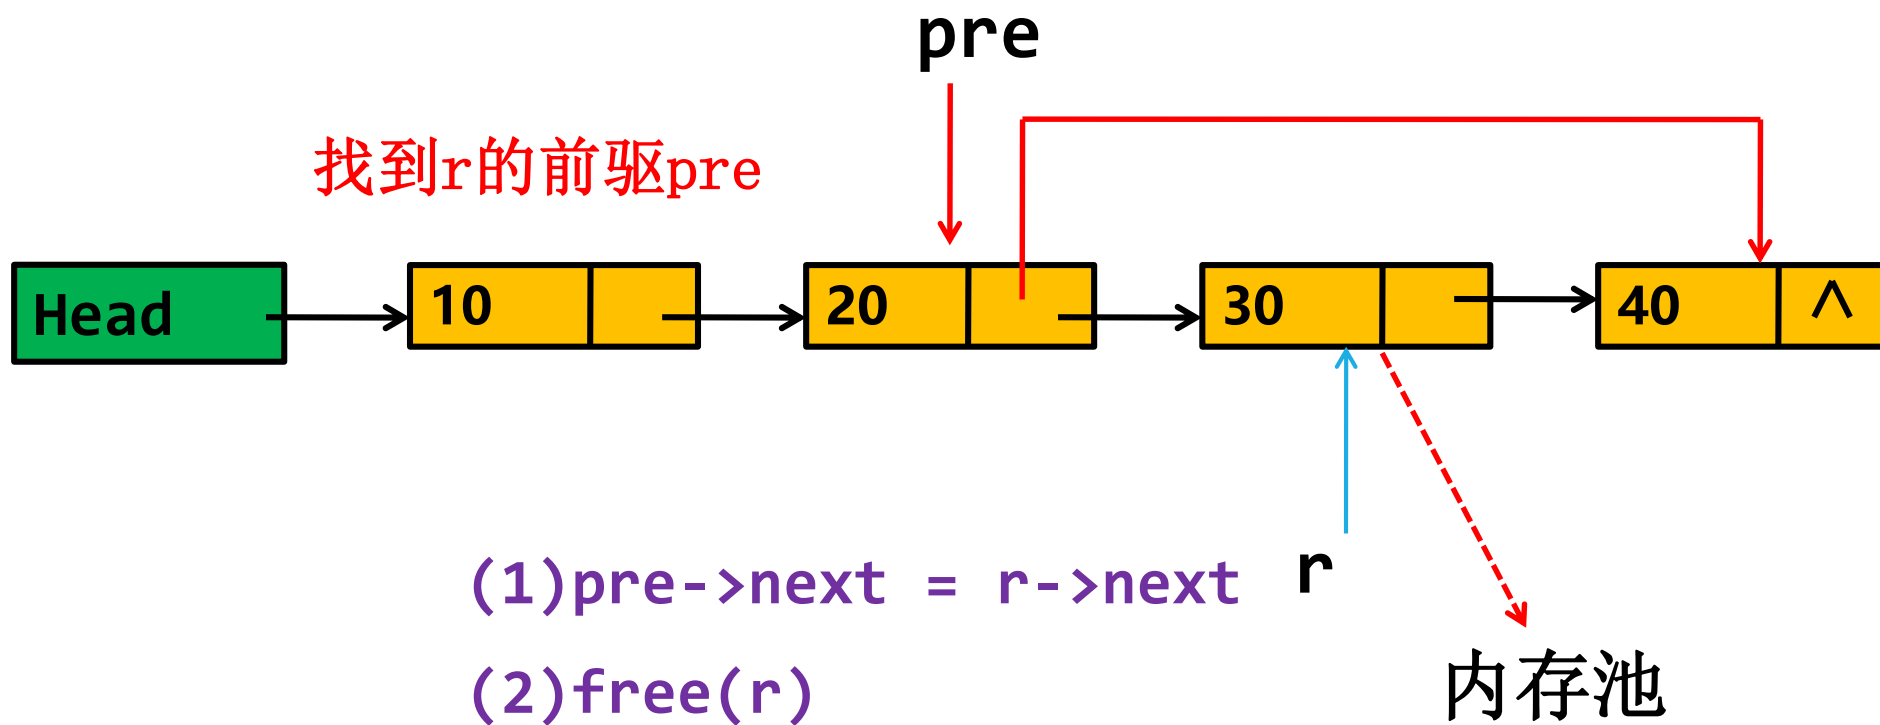 pre
找到r的前驱pre
Head
10
20
30
40
^
(1)pre->next = r->next
r
(2)free(r)
内存池